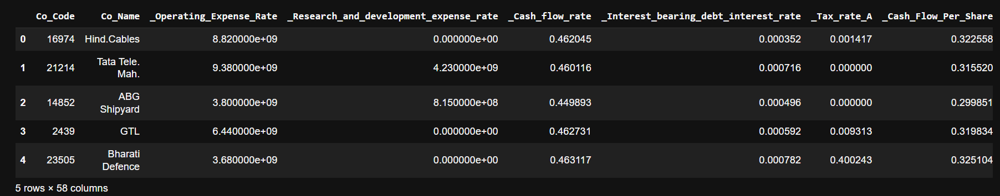 Co_Code Co_Name _Operating_Expense_Rate _Research_and_development_expense_rate _Cash_flow_rate _Interest_bearing_debt_interest_rate _Tax_rate_A _Cash_Flow_Per_Share
0 16974 Hind.Cables 8.820000e+09 0.000000e+00 0.462045 0.000352 0.001417 0.322558
1 21214 Tata Tele. Mah. 9.380000e+09 4.230000e+09 0.460116 0.000716 0.000000 0.315520
2 14852 ABG Shipyard 3.800000e+09 8.150000e+08 0.449893 0.000496 0.000000 0.299851
3 2439 GTL 6.440000e+09 0.000000e+00 0.462731 0.000592 0.009313 0.319834
4 23505 Bharati Defence 3.680000e+09 0.000000e+00 0.463117 0.000782 0.400243 0.325104
5 rows × 58 columns